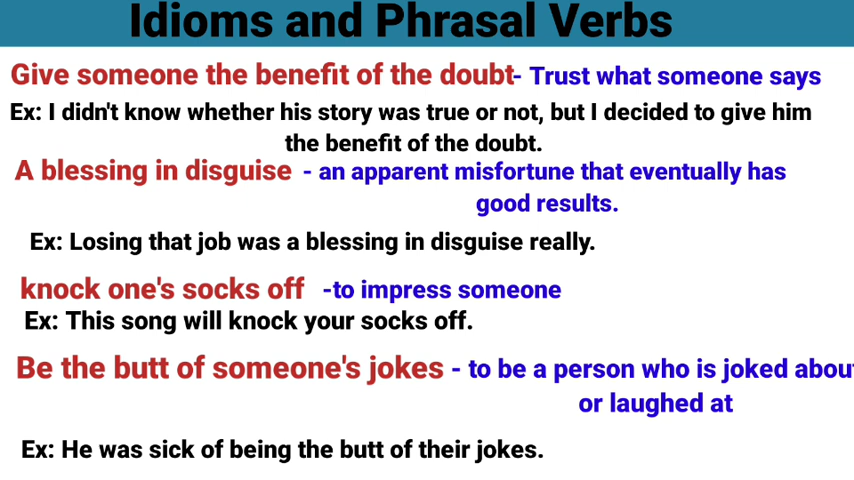 Idioms and Phrasal Verbs
Give someone the benefit of the doubt- Trust what someone says
Ex: I didn't know whether his story was true or not, but I decided to give him
the benefit of the doubt.
A blessing in disguise - an apparent misfortune that eventually has
good results.
Ex: Losing that job was a blessing in disguise really.
knock one's socks off -to impress someone
Ex: This song will knock your socks off.
Be the butt of someone's jokes - to be a person who is joked about
or laughed at
Ex: He was sick of being the butt of their jokes.